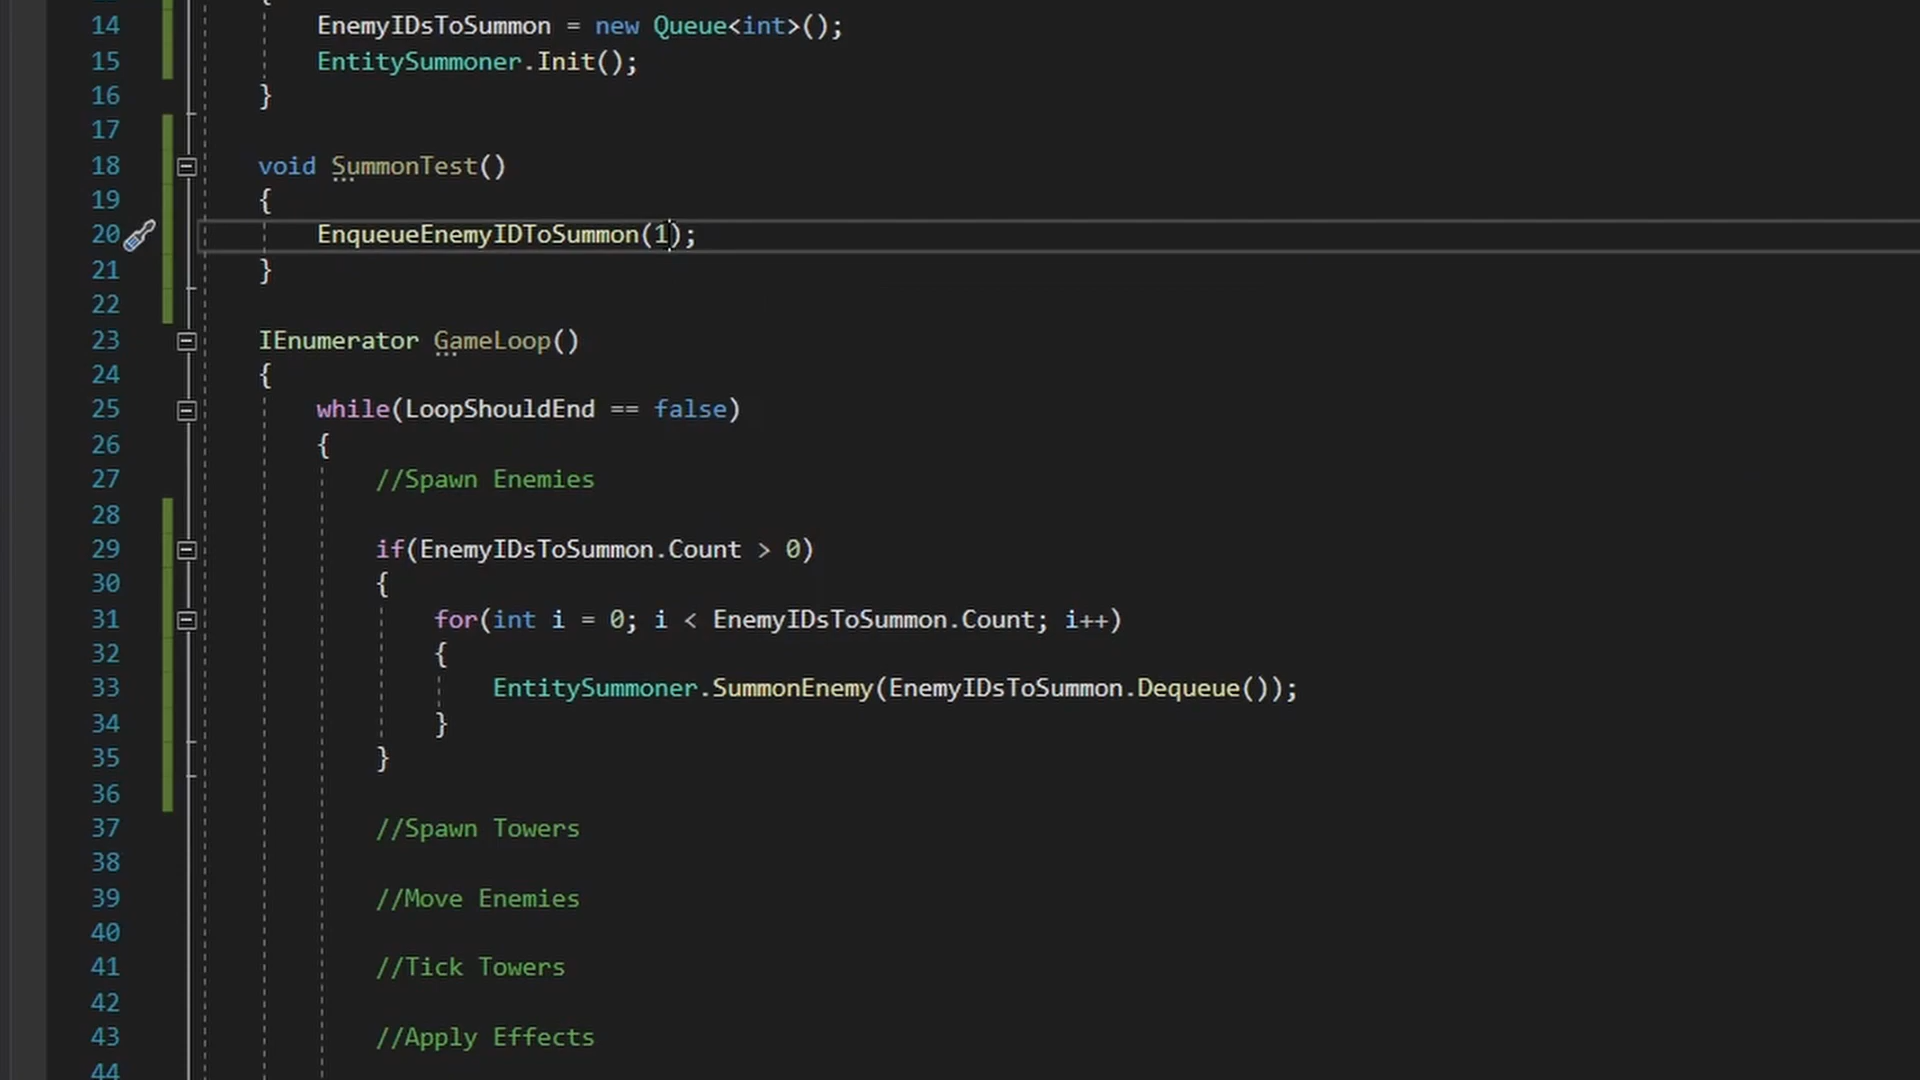 14 EnemyIDsToSummon = new Queue<int>();
15 EntitySummoner.Init();
16 }
17
18 void SummonTest()
19 {
20 EnqueueEnemyIDToSummon(1);
21 }
22
23 IEnumerator GameLoop()
24 {
25 while(LoopShouldEnd == false)
26 {
27 //Spawn Enemies
28
29 if(EnemyIDsToSummon.Count > 0)
30 {
31 for(int i = 0; i < EnemyIDsToSummon.Count; i++)
32 {
33 EntitySummoner.SummonEnemy(EnemyIDsToSummon.Dequeue());
34 }
35 }
36
37 //Spawn Towers
38
39 //Move Enemies
40
41 //Tick Towers
42
43 //Apply Effects
44